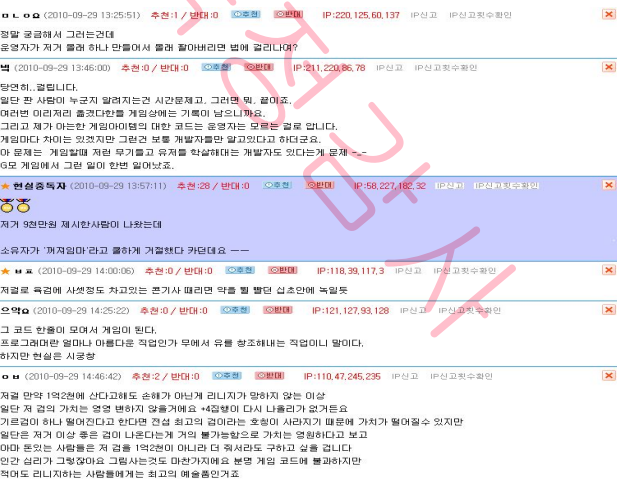 ㅁㄴㅇㅎ (2010-09-29 13:25:51) 추천:1 / 반대:0 추천 반대 IP:220,125,60,137 IP신고 IP신고횟수확인
정말 궁금해서 그러는건데
운영자가 저거 몰래 하나 만들어서 몰래 팔아버리면 법에 걸리나여?
벡 (2010-09-29 13:46:00) 추천:0 / 반대:0 추천 반대 IP:211,220,86,78 IP신고 IP신고횟수확인
당연히..걸립니다.
일단 판 사람이 누군지 알려지는건 시간문제고, 그러면 뭐. 끝이죠.
여러번 이리저리 옮겼다한들 게임상에는 기록이 남으니까요.
그리고 제가 아는한 게임아이템의 대한 코드는 운영자는 모르는 걸로 압니다.
게임마다 차이는 있겠지만 그런건 보통 개발자들만 알고있다고 하더군요.
아 문제는 게임할때 저런 무기들고 유저들 학살해대는 개발자도 있다는게 문제 -_-
G모 게임에서 그런 일이 한번 일어났죠.
★ 현실중독자 (2010-09-29 13:57:11) 추천:28 / 반대:0 추천 반대 IP:58,227,182,32 IP신고 IP신고횟수확인
저거 9천만원 제시한사람이 나왔는데
소유자가 '꺼져임마'라고 쿨하게 거절했다 카던데요 ㅡㅡ
★ ㅂㅍ (2010-09-29 14:00:06) 추천:0 / 반대:0 추천 반대 IP:118,39,117,3 IP신고 IP신고횟수확인
저걸로 육검에 사셋정도 차고있는 콘기사 때리면 약을 뭘 빨던 십초안에 녹일듯
으악 (2010-09-29 14:25:22) 추천:0 / 반대:0 추천 반대 IP:121,127,93,128 IP신고 IP신고횟수확인
그 코드 한줄이 모여서 게임이 된다.
프로그래머란 얼마나 아름다운 직업인가 무에서 유를 창조해내는 직업이니 말이다.
하지만 현실은 시궁창
ㅇㅂ (2010-09-29 14:46:42) 추천:2 / 반대:0 추천 반대 IP:110,47,245,235 IP신고 IP신고횟수확인
저걸 만약 1억2천에 산다고해도 손해가 아닌게 리니지가 망하지 않는 이상
일단 저 검의 가치는 영영 변하지 않을거에요 +4집행이 다시 나올리가 없거든요
기르검이 하나 떨어진다고 한다면 전섭 최고의 검이라는 호칭이 사라지기 때문에 가치가 떨어질수 있지만
일단은 저거 이상 좋은 검이 나온다는게 거의 불가능함으로 가치는 영원하다고 보고
아마 돈있는 사람들은 저 검을 1억2천이 아니라 더 줘서라도 구하고 싶을 겁니다
인간 심리가 그렇잖아요 그림사는것도 마찬가지에요 분명 게임 코드에 불과하지만
적어도 리니지하는 사람들에게는 최고의 예술품인거죠